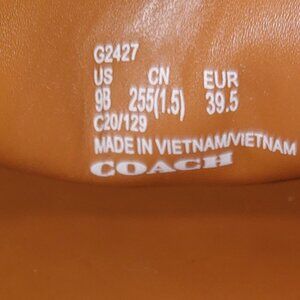 G2427
US CN EUR
9B 255(1.5) 39.5
C20/129
MADE IN VIETNAM/VIETNAM
COACH